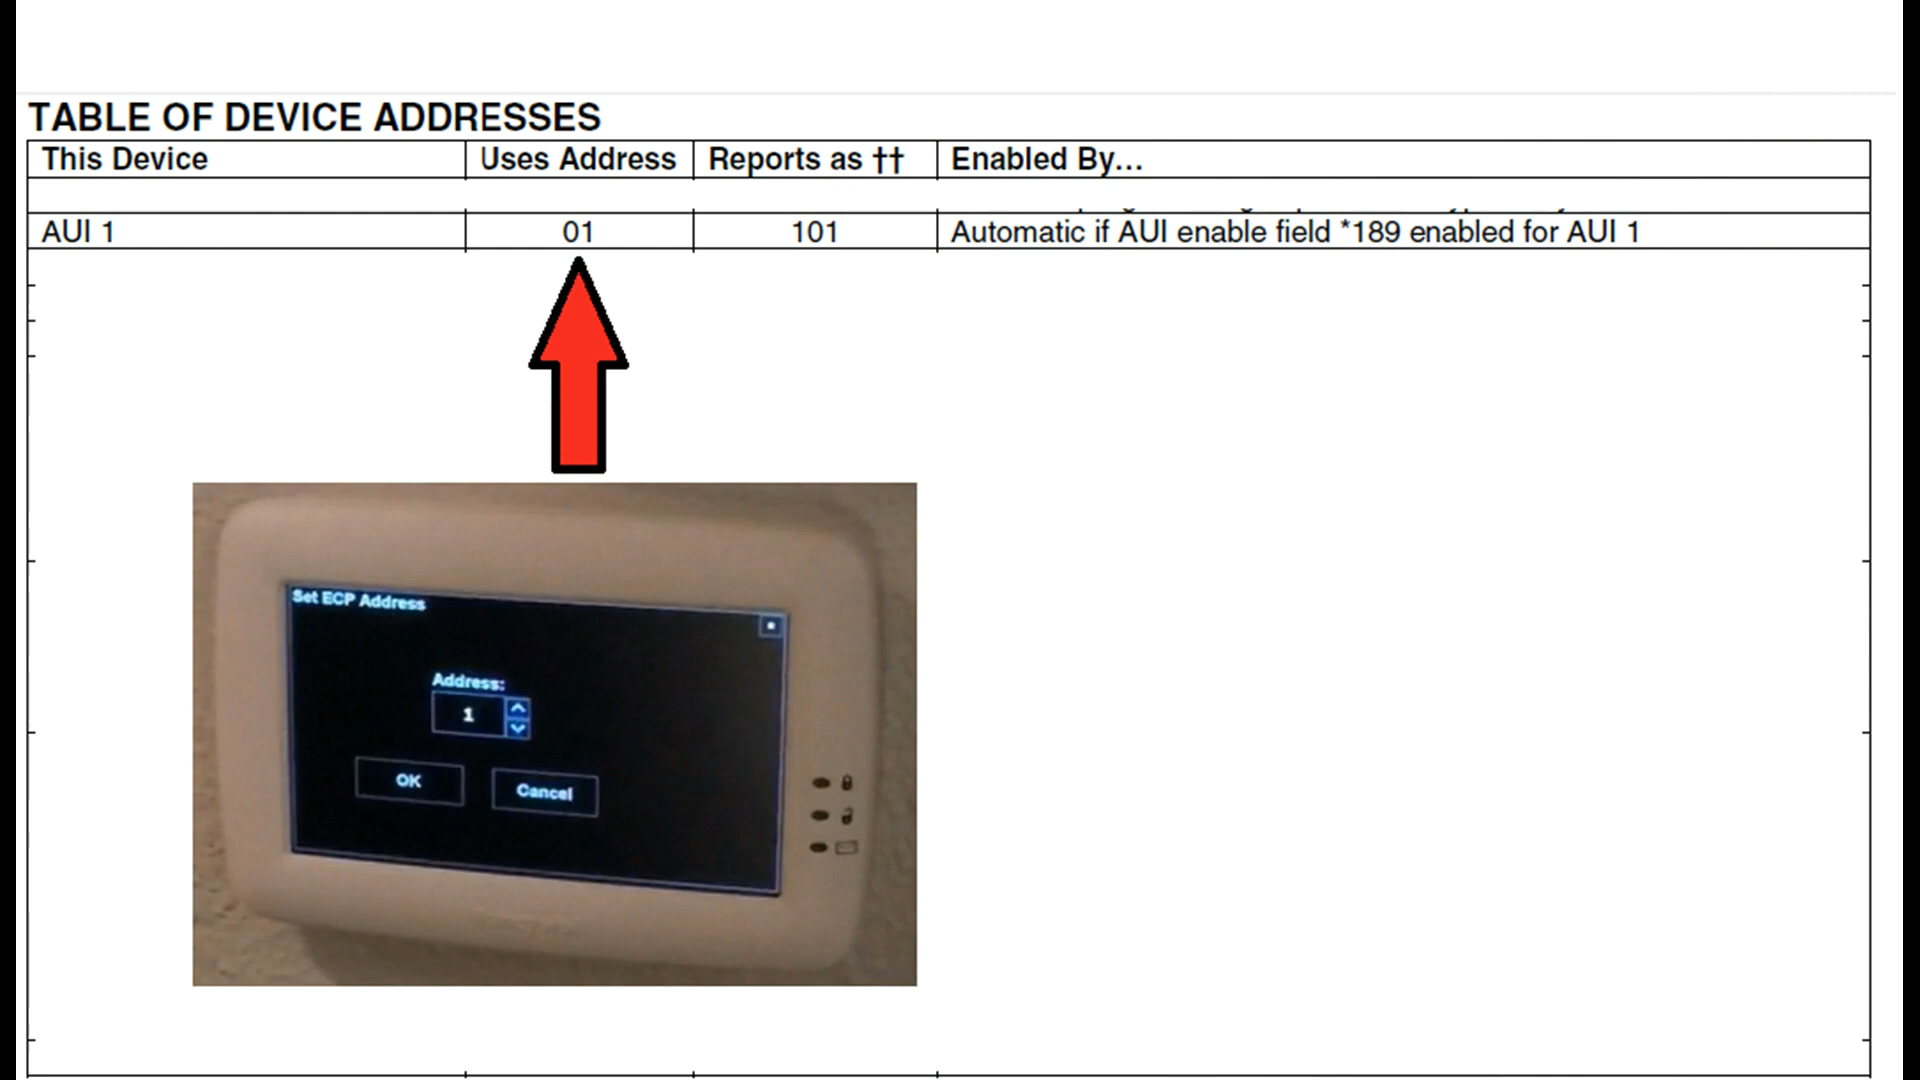 TABLE OF DEVICE ADDRESSES
This Device Uses Address Reports as †† Enabled By...
AUI 1 01 101 Automatic if AUI enable field *189 enabled for AUI 1
Set ECP Address
Address:
1
OK Cancel